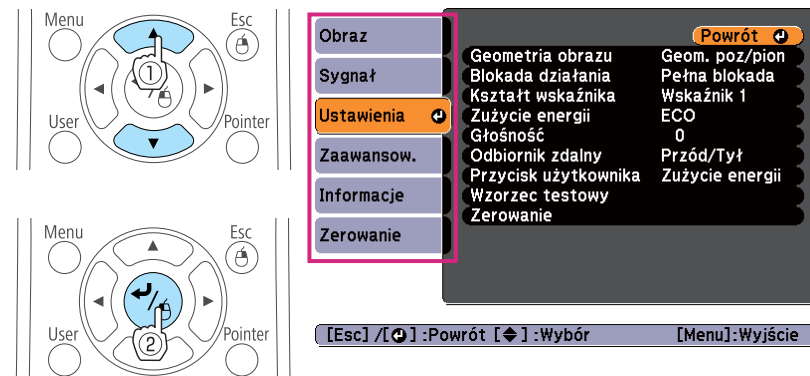 Menu
Esc
①
User
Pointer
Menu
Esc
User
②
Pointer
Obraz
Sygnał
Ustawienia
Zaawansow.
Informacje
Zerowanie
Powrót
Geometria obrazu Geom. poz/pion
Blokada działania Pełna blokada
Kształt wskaźnika Wskaźnik 1
Zużycie energii ECO
Głośność 0
Odbiornik zdalny Przód/Tył
Przycisk użytkownika Zużycie energii
Wzorzec testowy
Zerowanie
[Esc] /[ ] :Powrót [ ] :Wybór [Menu]:Wyjście